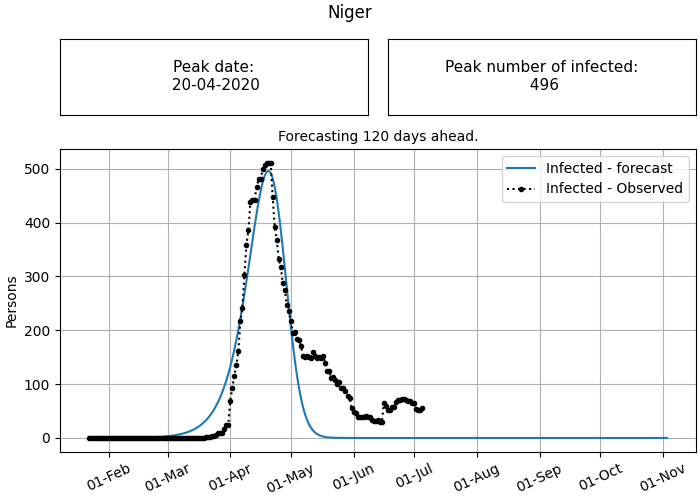 Niger
Peak date:
20-04-2020
Peak number of infected:
496
Forecasting 120 days ahead.
Infected - forecast
Infected - Observed
Persons
500
400
300
200
100
0
01-Feb
01-Mar
01-Apr
01-May
01-Jun
01-Jul
01-Aug
01-Sep
01-Oct
01-Nov